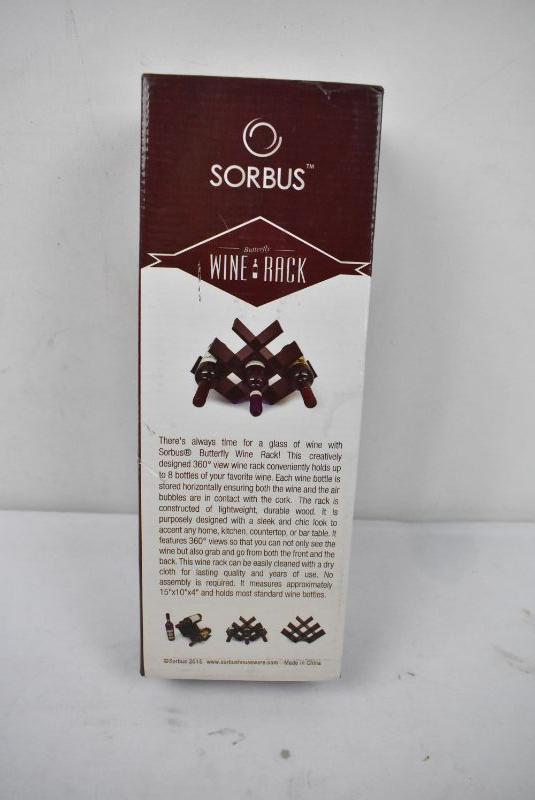 SORBUS™
Butterfly
WINE RACK
There's always time for a glass of wine with
Sorbus® Butterfly Wine Rack! This creatively
designed 360° view wine rack conveniently holds up
to 8 bottles of your favorite wine. Each wine bottle is
stored horizontally ensuring both the wine and the air
bubbles are in contact with the cork. The rack is
constructed of lightweight, durable wood. It is
purposely designed with a sleek and chic look to
accent any home, kitchen, countertop, or bar table. It
features 360° views so that you can not only see the
wine but also grab and go from both the front and the
back. This wine rack can be easily cleaned with a dry
cloth for lasting quality and years of use. No
assembly is required. It measures approximately
15"x10"x4" and holds most standard wine bottles.
©Sorbus 2015 www.sorbushouseware.com Made in China